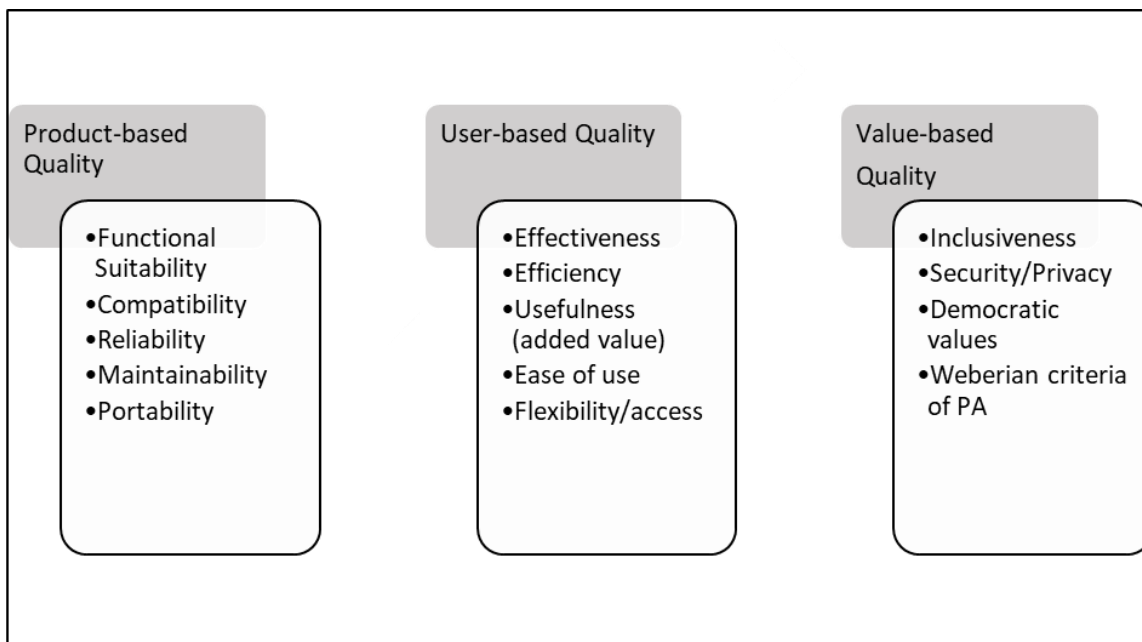 Product-based
Quality
•Functional
Suitability
•Compatibility
•Reliability
•Maintainability
•Portability
User-based Quality
•Effectiveness
•Efficiency
•Usefulness
(added value)
•Ease of use
•Flexibility/access
Value-based
Quality
•Inclusiveness
•Security/Privacy
•Democratic
values
•Weberian criteria
of PA